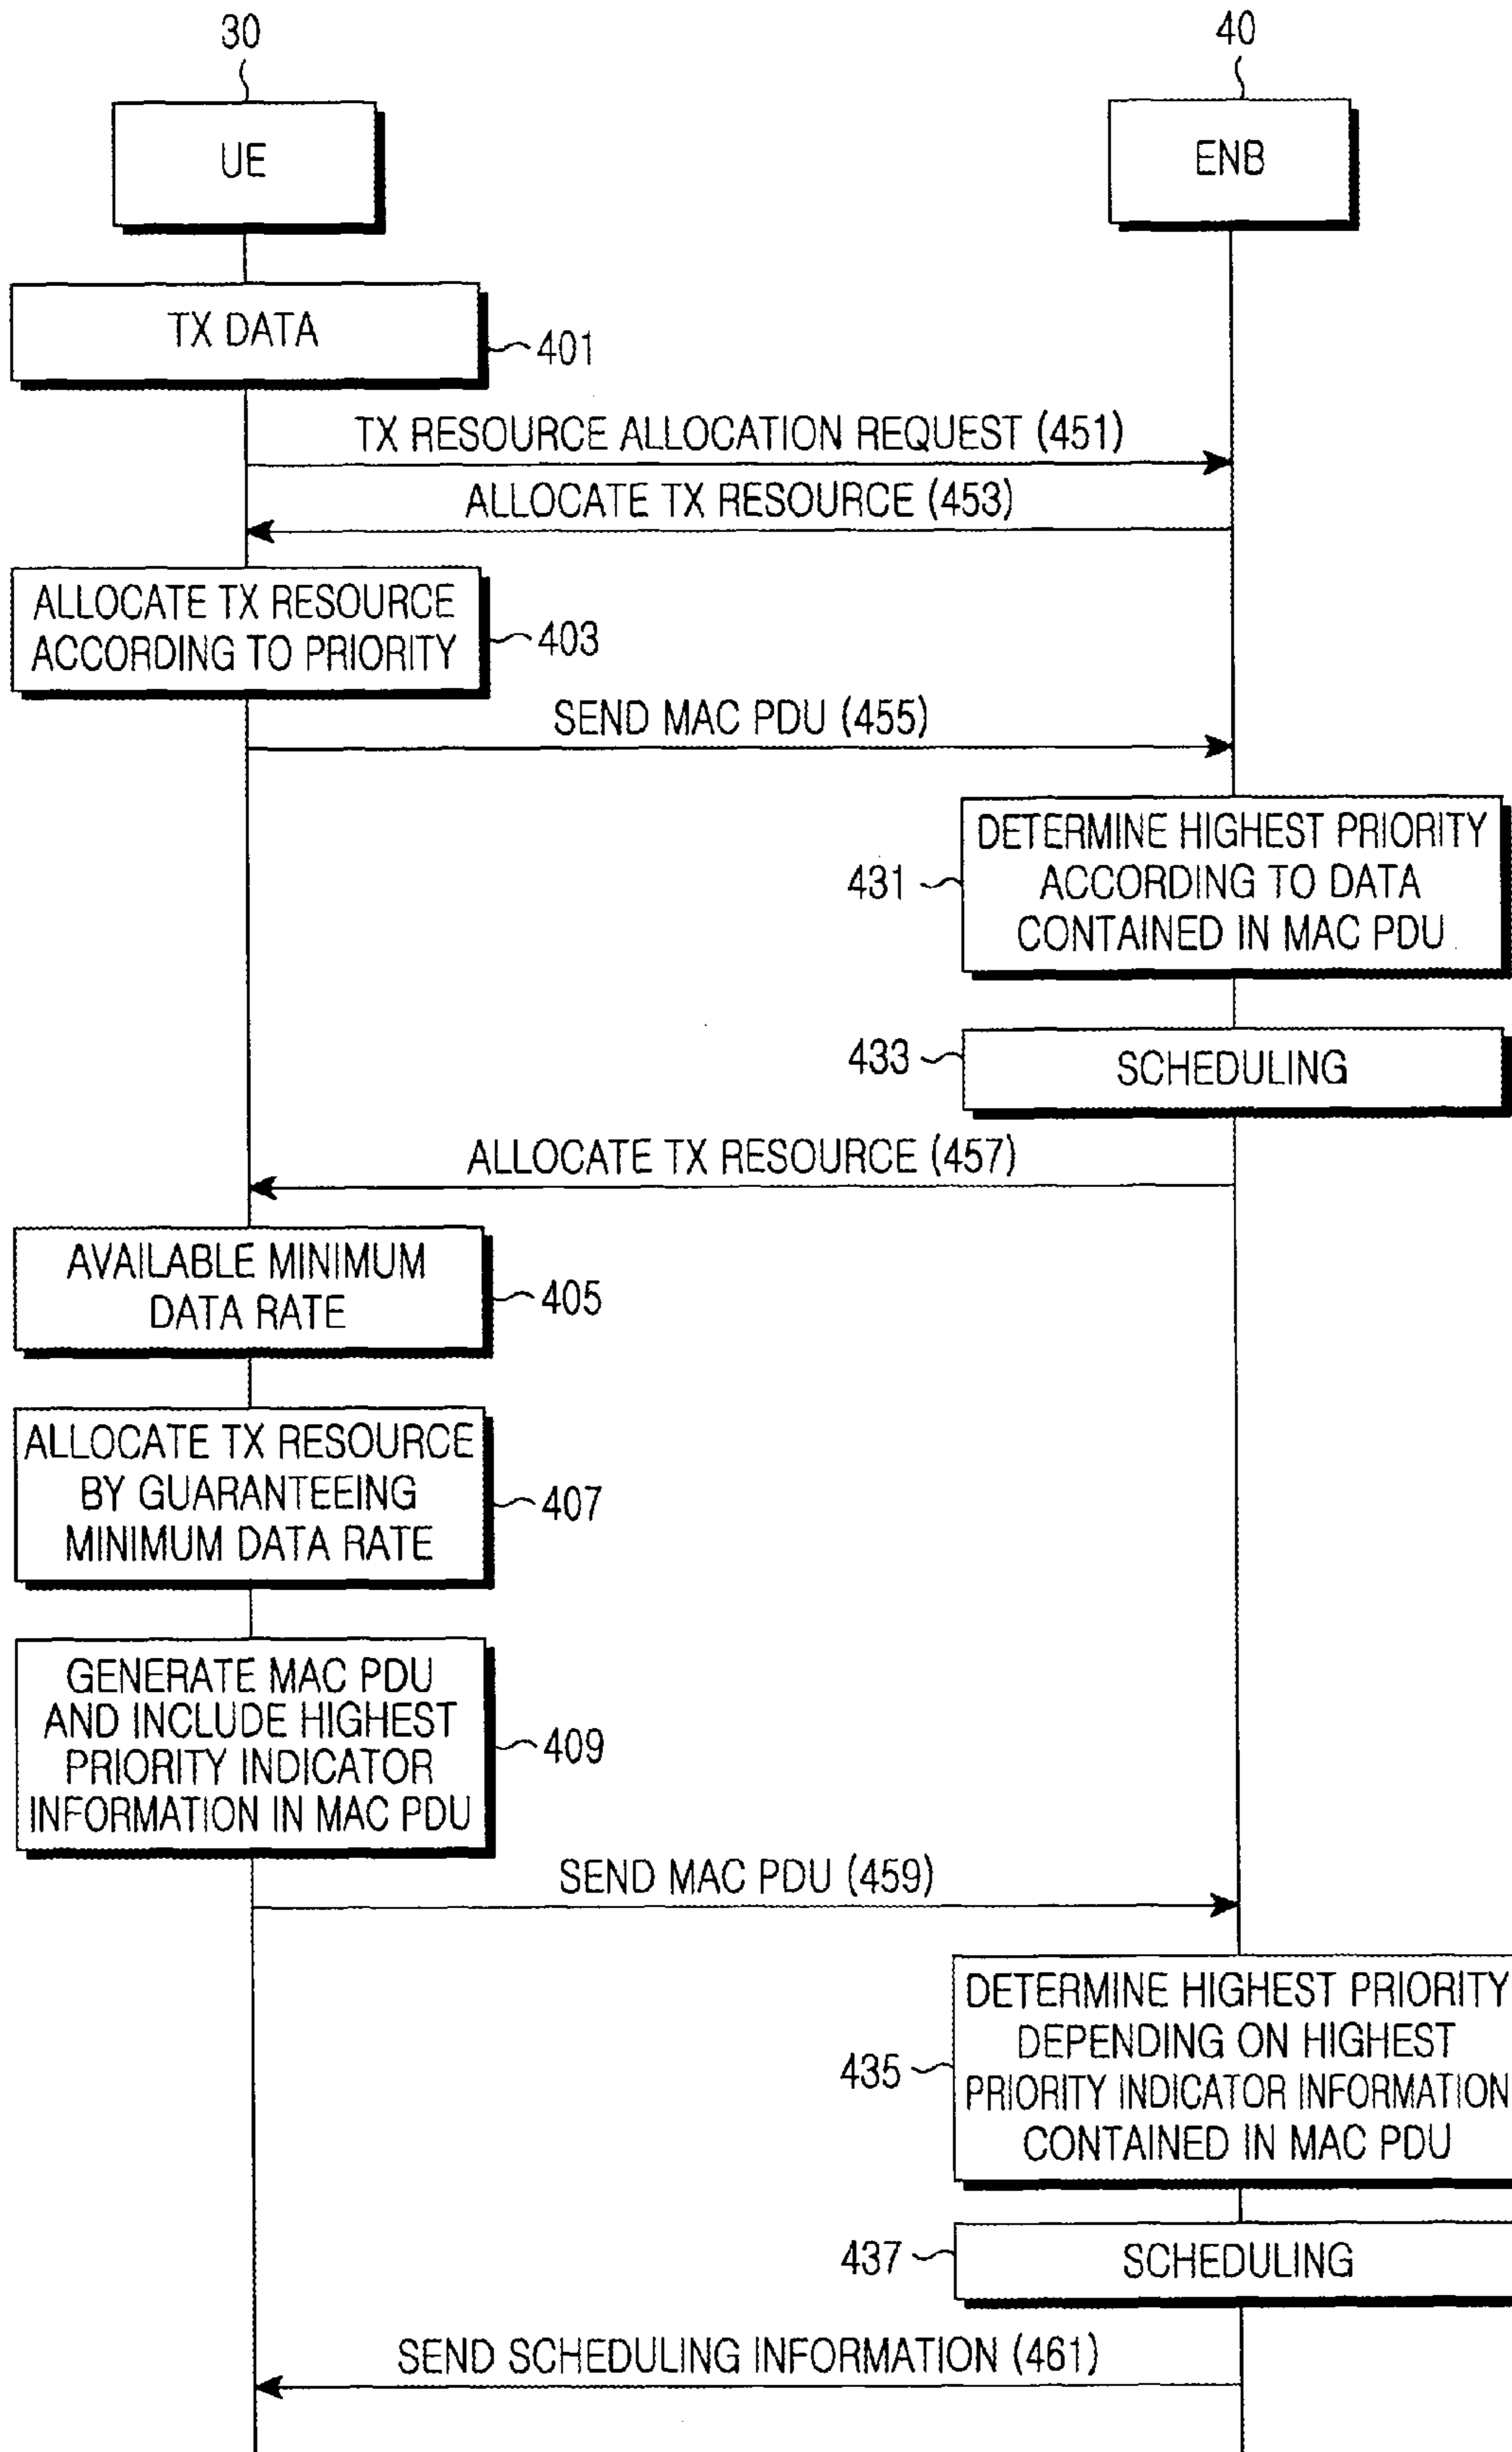 30
40
UE
ENB
TX DATA
401
TX RESOURCE ALLOCATION REQUEST (451)
ALLOCATE TX RESOURCE (453)
ALLOCATE TX RESOURCE
ACCORDING TO PRIORITY
403
SEND MAC PDU (455)
DETERMINE HIGHEST PRIORITY
ACCORDING TO DATA
CONTAINED IN MAC PDU
431
433
SCHEDULING
ALLOCATE TX RESOURCE (457)
AVAILABLE MINIMUM
DATA RATE
405
ALLOCATE TX RESOURCE
BY GUARANTEEING
MINIMUM DATA RATE
407
GENERATE MAC PDU
AND INCLUDE HIGHEST
PRIORITY INDICATOR
INFORMATION IN MAC PDU
409
SEND MAC PDU (459)
DETERMINE HIGHEST PRIORITY
DEPENDING ON HIGHEST
PRIORITY INDICATOR INFORMATION
CONTAINED IN MAC PDU
435
437
SCHEDULING
SEND SCHEDULING INFORMATION (461)